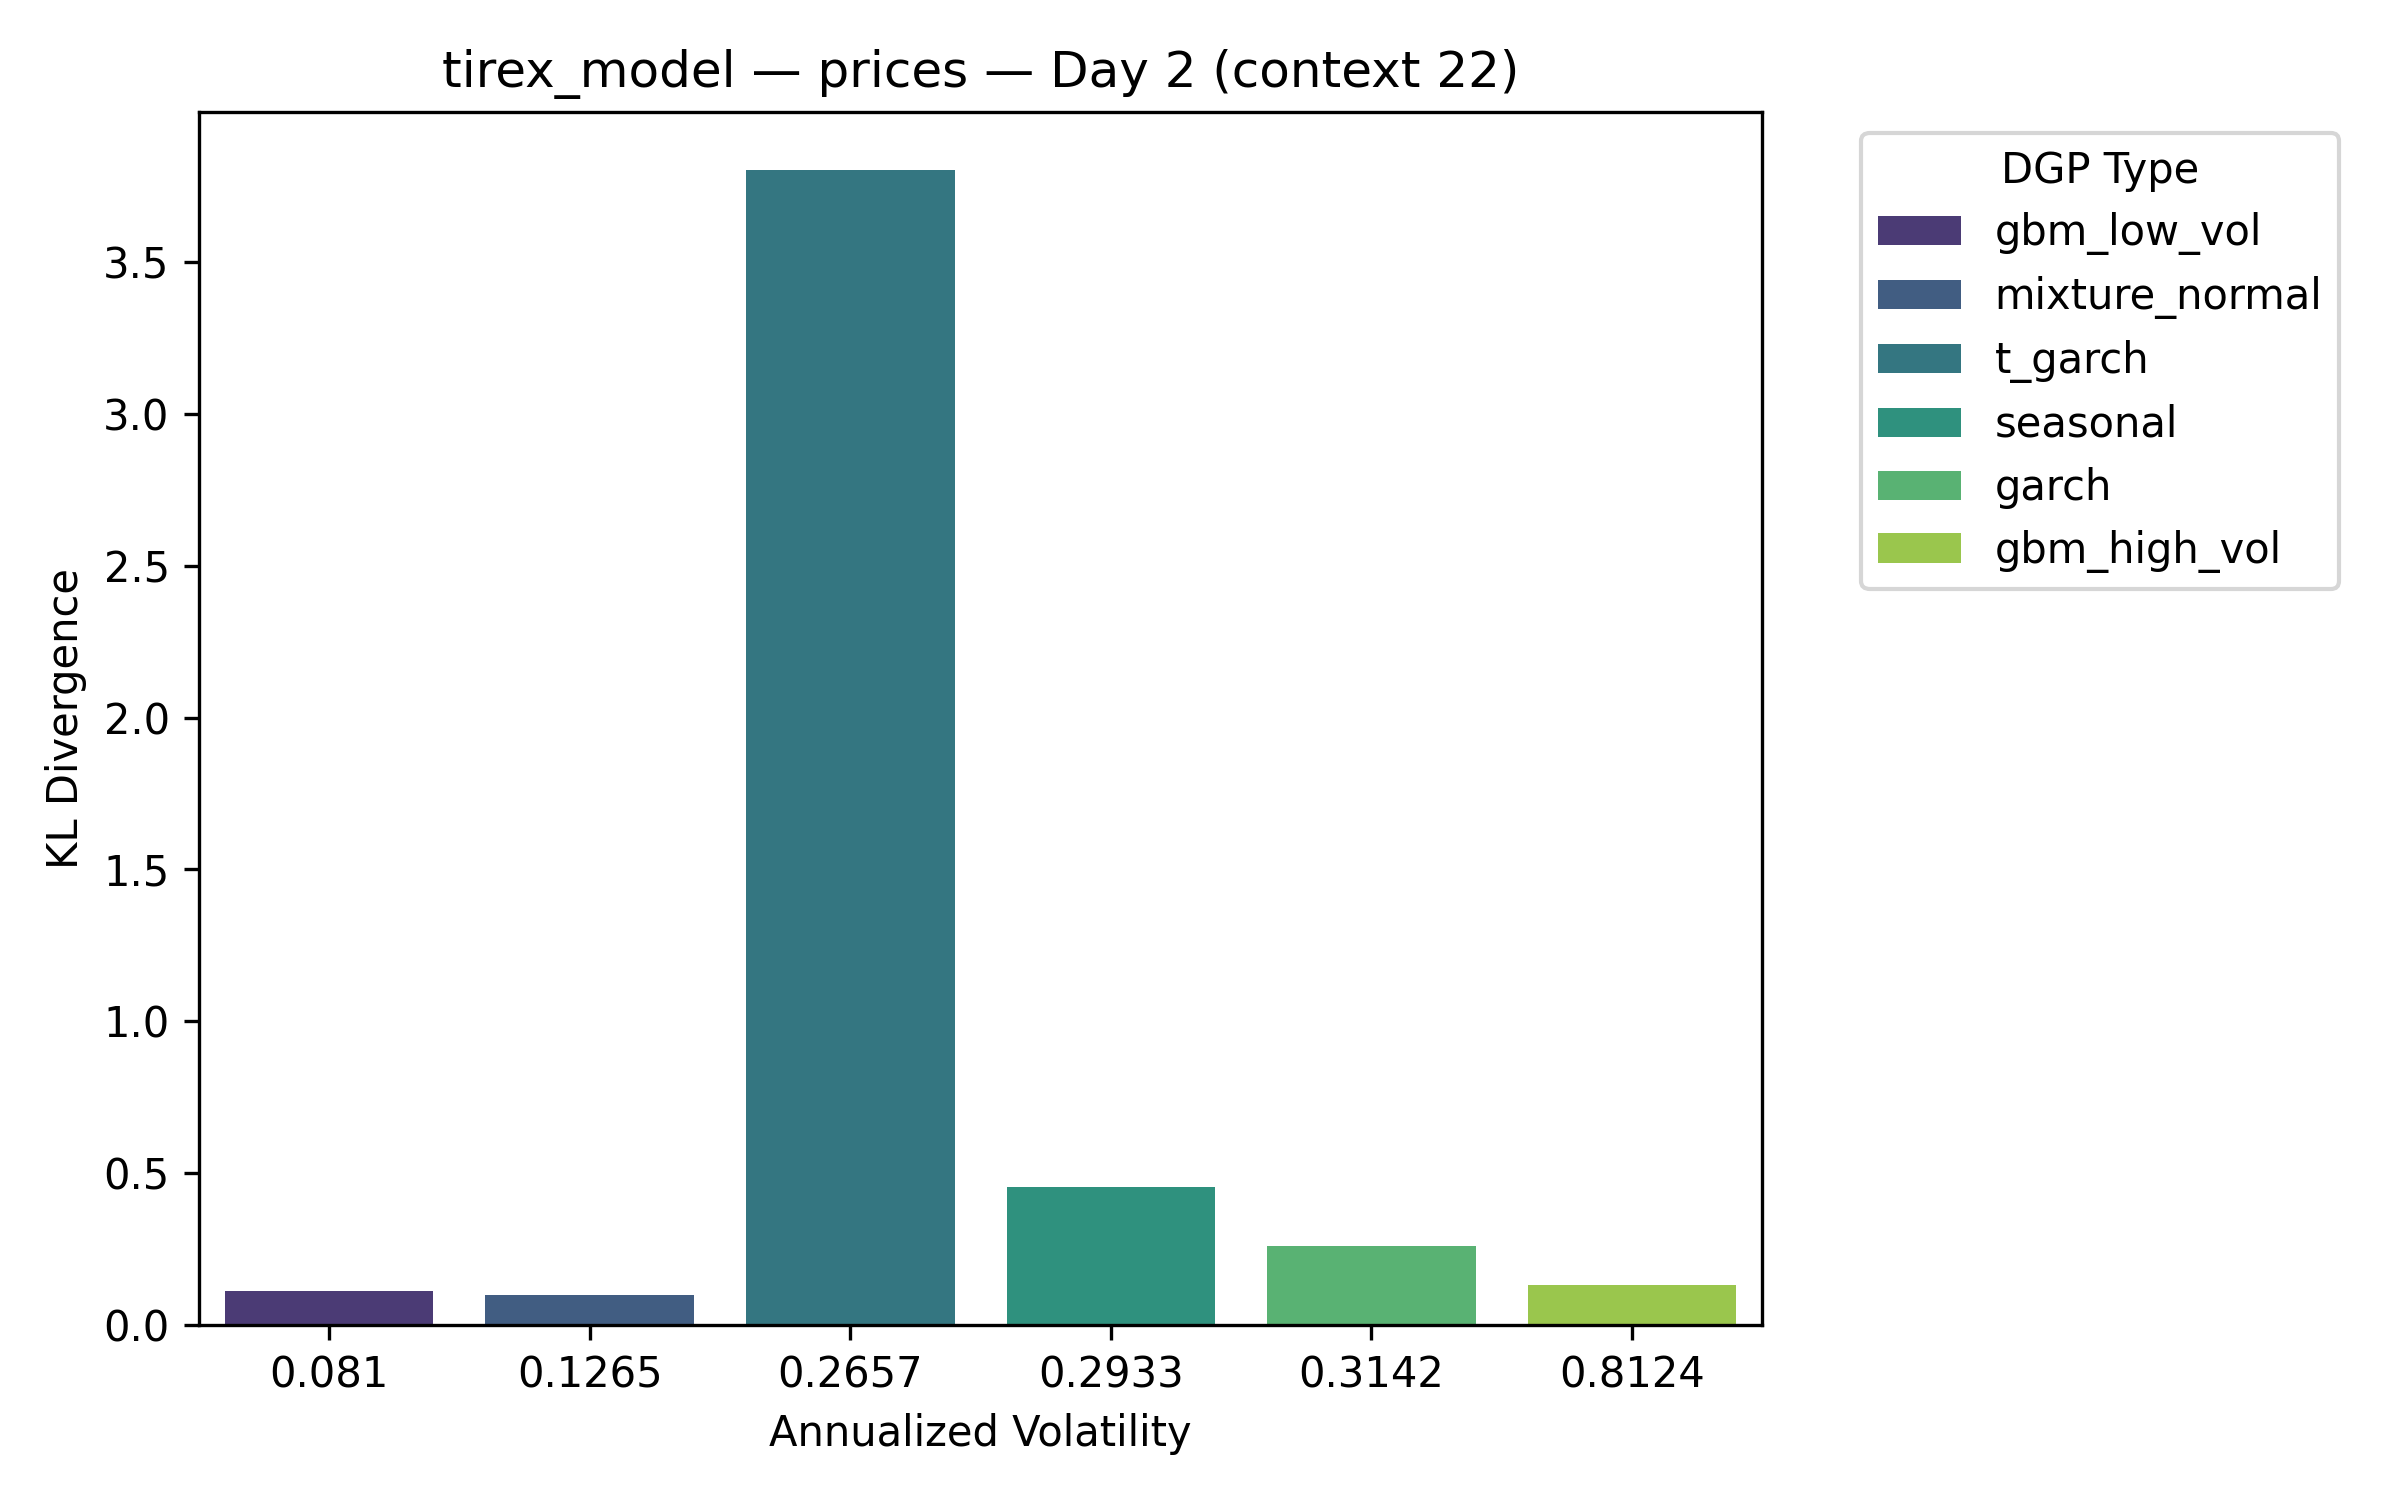 tirex_model — prices — Day 2 (context 22)
DGP Type
gbm_low_vol
mixture_normal
t_garch
seasonal
garch
gbm_high_vol
KL Divergence
3.5
3.0
2.5
2.0
1.5
1.0
0.5
0.0
0.081 0.1265 0.2657 0.2933 0.3142 0.8124
Annualized Volatility